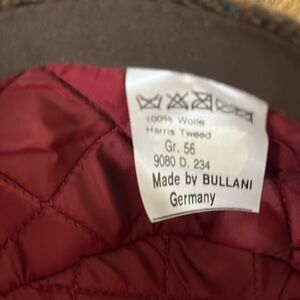 100% Wolle
Harris Tweed
Gr. 56
9080 D. 234
Made by BULLANI
Germany